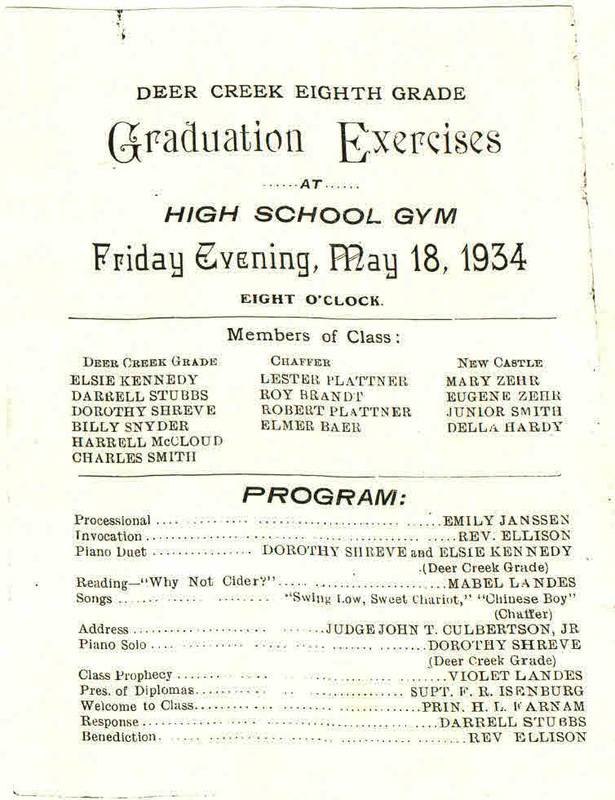 DEER CREEK EIGHTH GRADE
Graduation Exercises
......AT......
HIGH SCHOOL GYM
Friday Evening, May 18, 1934
EIGHT O'CLOCK.
Members of Class:
DEER CREEK GRADE CHAFFER NEW CASTLE
ELSIE KENNEDY LESTER PLATTNER MARY ZEHR
DARRELL STUBBS ROY BRANDT EUGENE ZEHR
DOROTHY SHREVE ROBERT PLATTNER JUNIOR SMITH
BILLY SNYDER ELMER BAER DELLA HARDY
HARRELL McCLOUD
CHARLES SMITH
PROGRAM:
Processional ........ EMILY JANSSEN
Invocation ........ REV. ELLISON
Piano Duet ........ DOROTHY SHREVE and ELSIE KENNEDY
(Deer Creek Grade)
Reading—"Why Not Cider?" ........ MABEL LANDES
Songs ........ "Swing Low, Sweet Chariot," "Chinese Boy"
(Chaffer)
Address ........ JUDGE JOHN T. CULBERTSON, JR
Piano Solo ........ DOROTHY SHREVE
(Deer Creek Grade)
Class Prophecy ........ VIOLET LANDES
Pres. of Diplomas ........ SUPT. F. R. ISENBURG
Welcome to Class ........ PRIN. H. L. FARNAM
Response ........ DARRELL STUBBS
Benediction ........ REV ELLISON